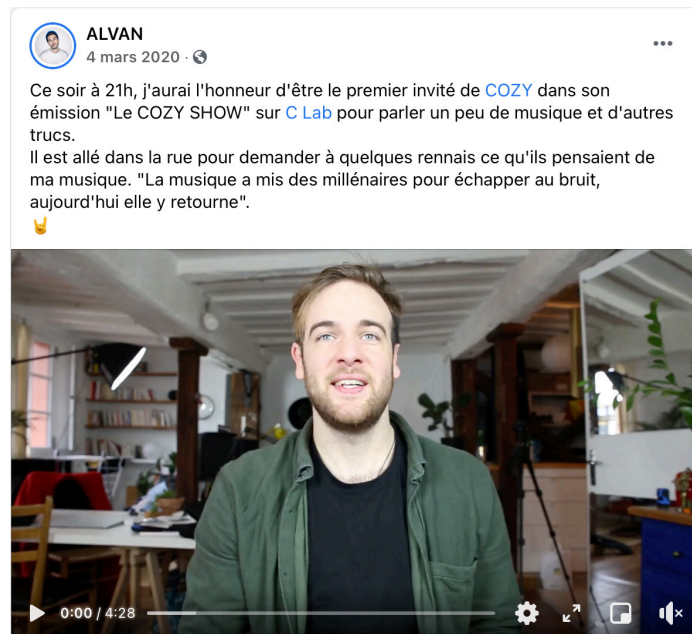 ALVAN
4 mars 2020 ·
Ce soir à 21h, j'aurai l'honneur d'être le premier invité de COZY dans son
émission "Le COZY SHOW" sur C Lab pour parler un peu de musique et d'autres
trucs.
Il est allé dans la rue pour demander à quelques rennais ce qu'ils pensaient de
ma musique. "La musique a mis des millénaires pour échapper au bruit,
aujourd'hui elle y retourne".
🤘
0:00 / 4:28